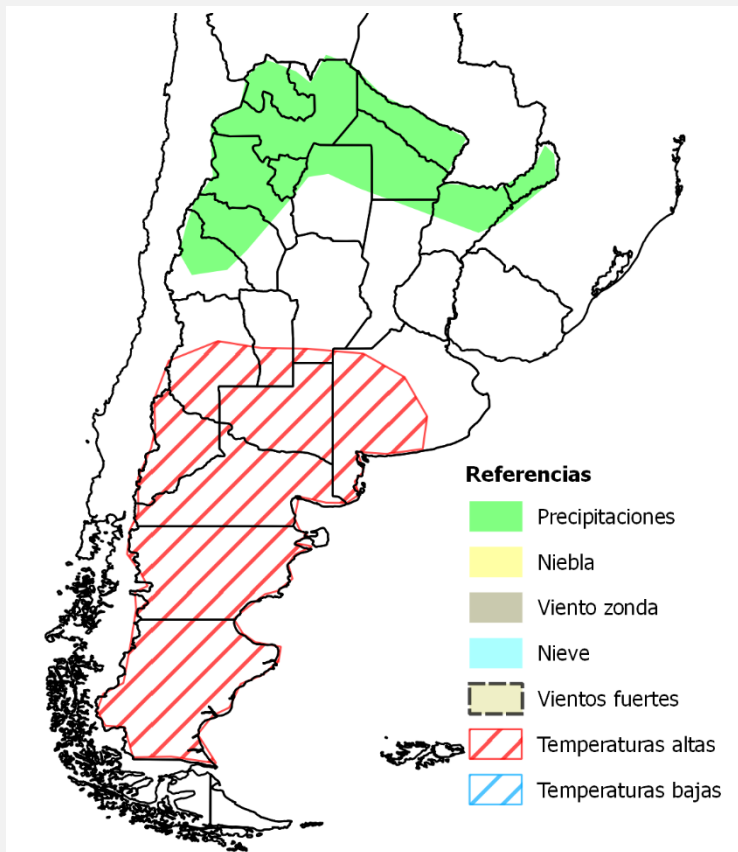 Referencias
Precipitaciones
Niebla
Viento zonda
Nieve
Vientos fuertes
Temperaturas altas
Temperaturas bajas